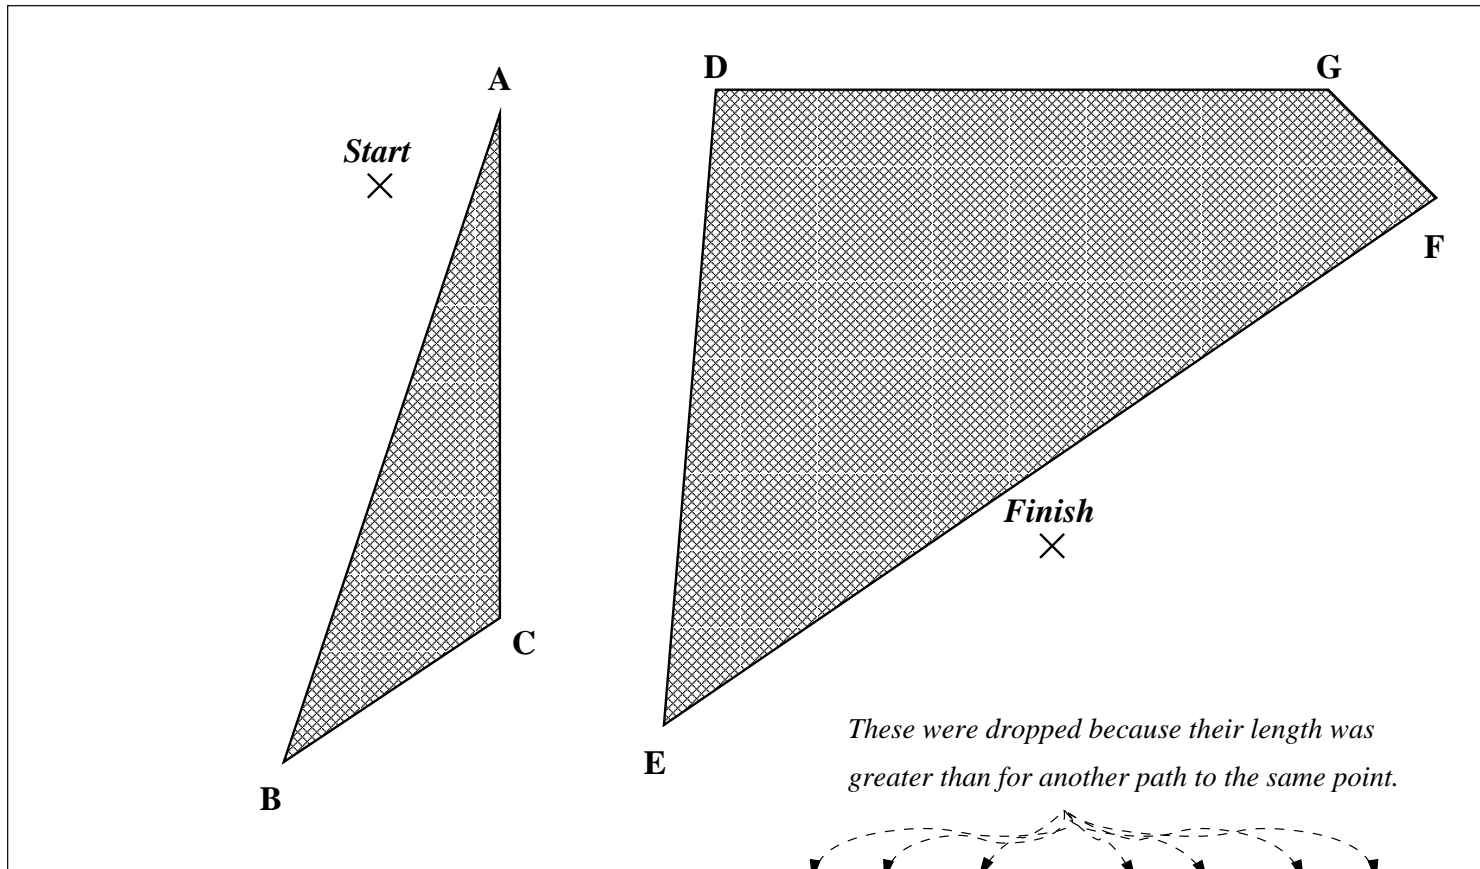 D
G
A
Start
F
Finish
C
These were dropped because their length was
E
greater than for another path to the same point.
B